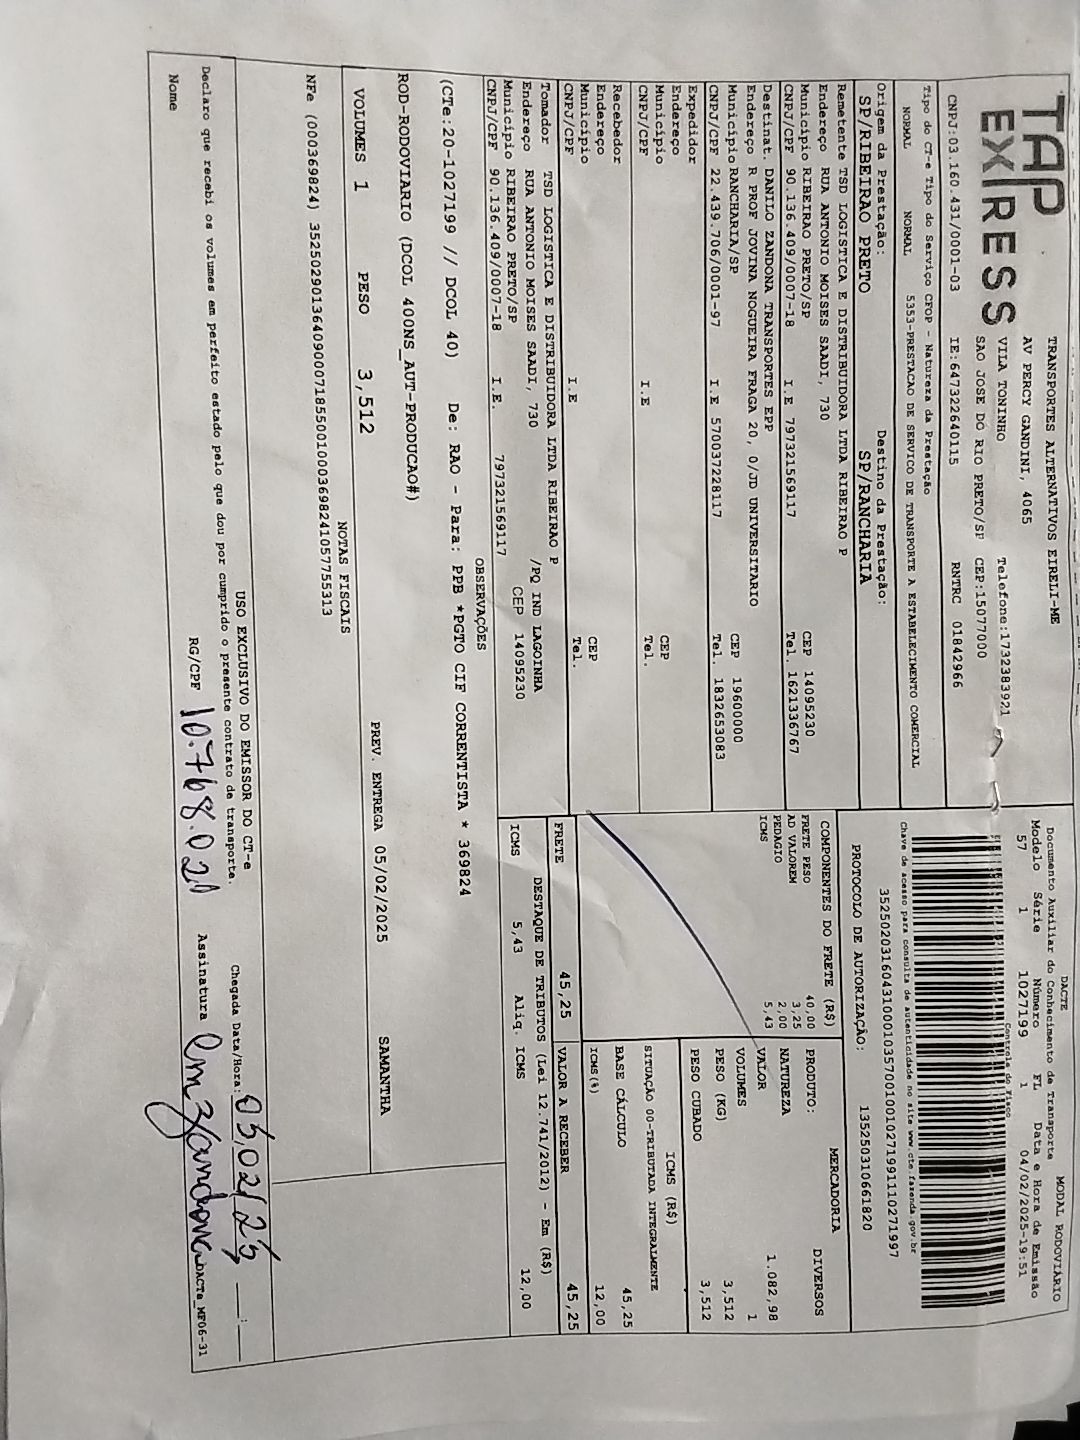 TAP
EXPRESS
TRANSPORTES ALTERNATIVOS EIRELI-ME
AV PERCY GANDINI, 4065
VILA TONINHO Telefone:1732383921
SAO JOSE DO RIO PRETO/SP CEP:15077000
CNPJ:03.160.431/0001-03 IE:647322640115 RNTRC 01842966
DACTE MODAL RODOVIÁRIO
Documento Auxiliar do Conhecimento de Transporte
Modelo Série Número FL Data e Hora de Emissão
57 1 1027199 1 04/02/2025-19:51
Controle do Fisco
Chave de acesso para consulta de autenticidade no site www.cte.fazenda.gov.br
PROTOCOLO DE AUTORIZAÇÃO: 135250310661820
Tipo do CT-e Tipo do Serviço CFOP - Natureza da Prestação
NORMAL NORMAL 5353-PRESTACAO DE SERVICO DE TRANSPORTE A ESTABELECIMENTO COMERCIAL
Origem da Prestação: Destino da Prestação:
SP/RIBEIRAO PRETO SP/RANCHARIA
Remetente TSD LOGISTICA E DISTRIBUIDORA LTDA RIBEIRAO P
Endereço RUA ANTONIO MOISES SAADI, 730
Município RIBEIRAO PRETO/SP CEP 14095230
CNPJ/CPF 90.136.409/0007-18 I.E 797321569117 Tel. 1621336767
Destinat. DANILO ZANDONA TRANSPORTES EPP
Endereço R PROF JOVINA NOGUEIRA FRAGA 20, 0/JD UNIVERSITARIO
Município RANCHARIA/SP CEP 19600000
CNPJ/CPF 22.439.706/0001-97 I.E 570037228117 Tel. 1832653083
Expedidor
Endereço
Município CEP
CNPJ/CPF I.E Tel.
Recebedor
Endereço
Município CEP
CNPJ/CPF I.E Tel.
Tomador TSD LOGISTICA E DISTRIBUIDORA LTDA RIBEIRAO P
Endereço RUA ANTONIO MOISES SAADI, 730 /PQ IND LAGOINHA
Município RIBEIRAO PRETO/SP CEP 14095230
CNPJ/CPF 90.136.409/0007-18 I.E. 797321569117
COMPONENTES DO FRETE (R$)
FRETE PESO 40,00
AD VALOREM 3,25
PEDAGIO 2,00
ICMS 5,43
MERCADORIA
PRODUTO: DIVERSOS
NATUREZA
VALOR 1.082,98
VOLUMES 1
PESO (KG) 3,512
PESO CUBADO 3,512
ICMS (R$)
SITUAÇÃO 00-TRIBUTADA INTEGRALMENTE
BASE CÁLCULO 45,25
ICMS(%) 12,00
FRETE 45,25 VALOR A RECEBER 45,25
DESTAQUE DE TRIBUTOS (Lei 12.741/2012) - Em (R$)
ICMS 5,43 Aliq. ICMS 12,00
OBSERVAÇÕES
(CTe:20-1027199 // DCOL 40) De: RAO - Para: PPB *PGTO CIF CORRENTISTA * 369824
ROD-RODOVIARIO (DCOL 400NS_AUT-PRODUCAO#)
VOLUMES 1 PESO 3,512 PREV. ENTREGA 05/02/2025 SAMANTHA
NOTAS FISCAIS
NFe (000369824)
USO EXCLUSIVO DO EMISSOR DO CT-e
Declaro que recebi os volumes em perfeito estado pelo que dou por cumprido o presente contrato de transporte.
Chegada Data/Hora: 05/02/25 __:__
Nome RG/CPF 10.768.021 Assinatura
DACTe_MF06-31